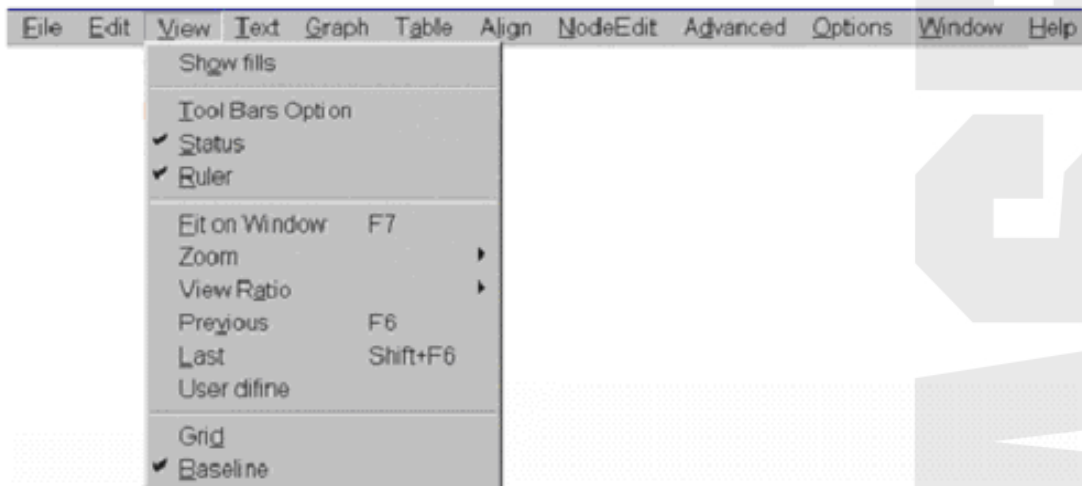 File Edit View Text Graph Table Align NodeEdit Advanced Options Window Help
Show fills
Tool Bars Option
Status
Ruler
Fit on Window F7
Zoom
View Ratio
Previous F6
Last Shift+F6
User difine
Grid
Baseline